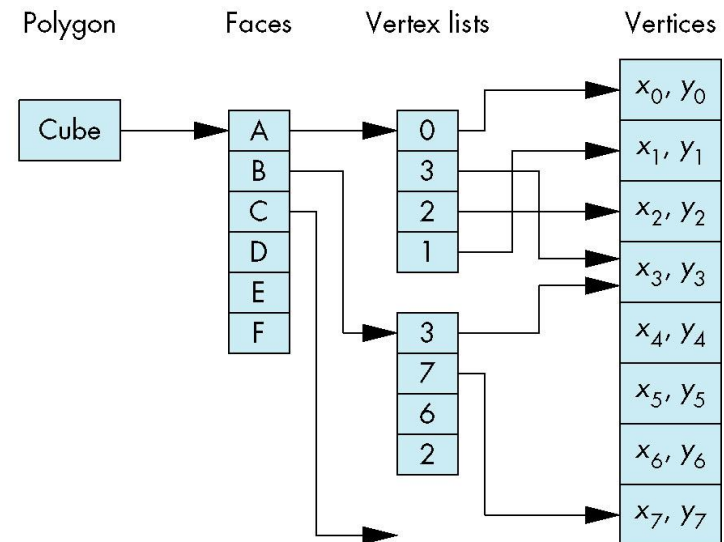 Polygon
Faces
Vertex lists
Vertices
Cube
A
B
C
D
E
F
0
3
2
1
3
7
6
2
x0, y0
x1, y1
x2, y2
x3, y3
x4, y4
x5, y5
x6, y6
x7, y7